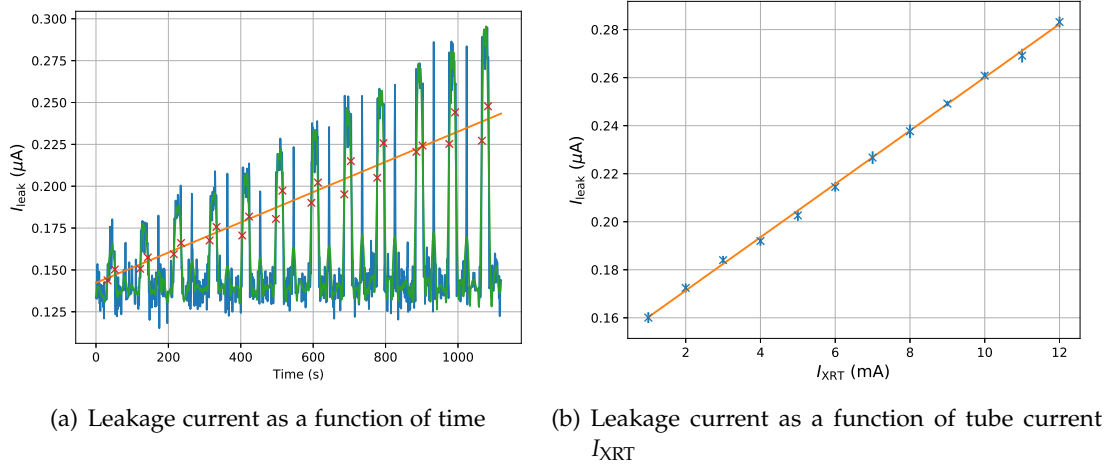 0.300
0.275
0.250
0.225
0.200
0.175
0.150
0.125
I_leak (μA)
0 200 400 600 800 1000
Time (s)
(a) Leakage current as a function of time
0.28
0.26
0.24
0.22
0.20
0.18
0.16
I_leak (μA)
2 4 6 8 10 12
I_XRT (mA)
(b) Leakage current as a function of tube current
I_XRT